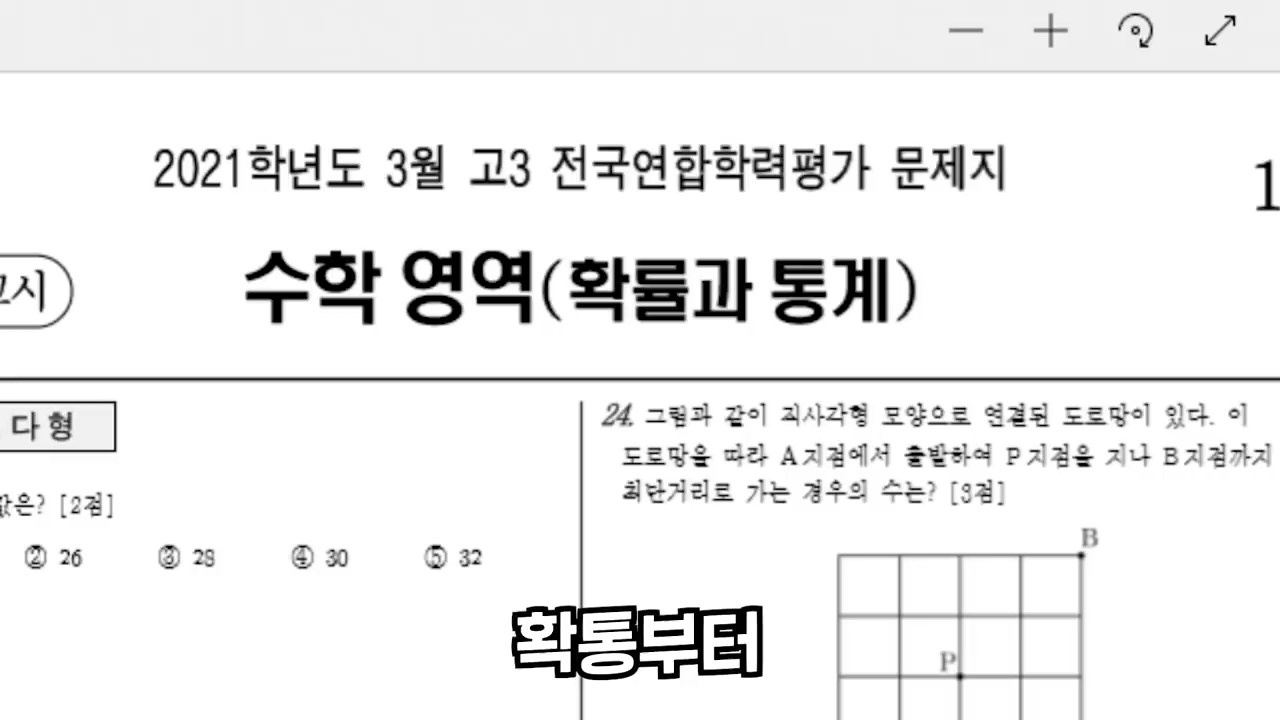 2021학년도 3월 고3 전국연합학력평가 문제지
1
교시
수학 영역(확률과 통계)
다형
값은? [2점]
② 26 ③ 28 ④ 30 ⑤ 32
24. 그림과 같이 직사각형 모양으로 연결된 도로망이 있다. 이
도로망을 따라 A지점에서 출발하여 P지점을 지나 B지점까지
최단거리로 가는 경우의 수는? [3점]
B
P
확통부터